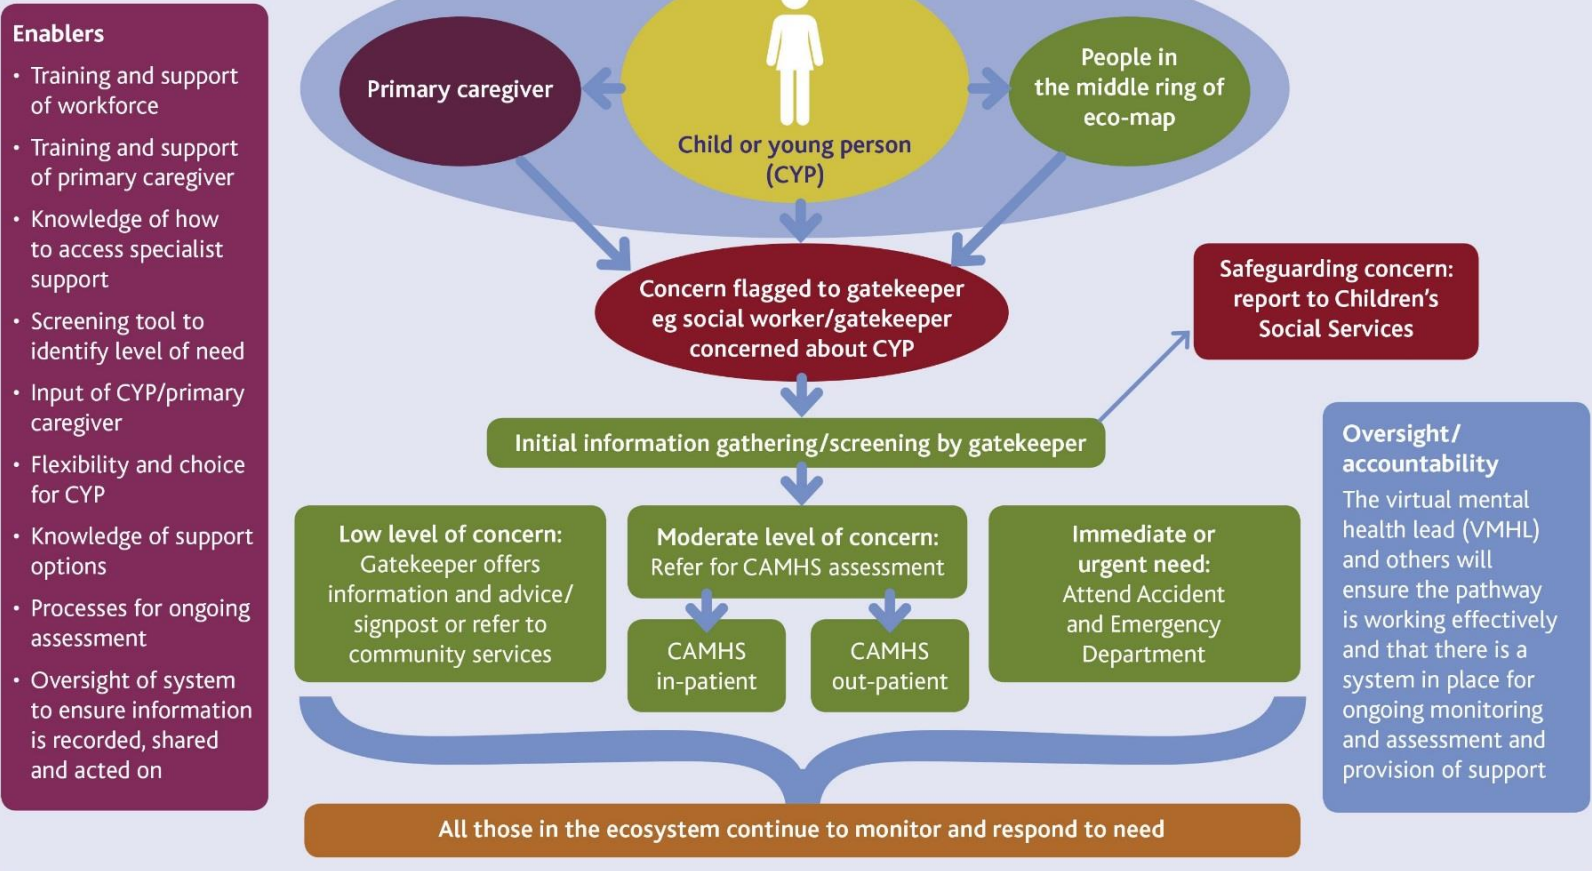 Enablers
• Training and support
of workforce
• Training and support
of primary caregiver
• Knowledge of how
to access specialist
support
• Screening tool to
identify level of need
• Input of CYP/primary
caregiver
• Flexibility and choice
for CYP
• Knowledge of support
options
• Processes for ongoing
assessment
• Oversight of system
to ensure information
is recorded, shared
and acted on
Primary caregiver
Child or young person
(CYP)
People in
the middle ring of
eco-map
Concern flagged to gatekeeper
eg social worker/gatekeeper
concerned about CYP
Safeguarding concern:
report to Children’s
Social Services
Initial information gathering/screening by gatekeeper
Low level of concern:
Gatekeeper offers
information and advice/
signpost or refer to
community services
Moderate level of concern:
Refer for CAMHS assessment
CAMHS
in-patient
CAMHS
out-patient
Immediate or
urgent need:
Attend Accident
and Emergency
Department
Oversight/
accountability
The virtual mental
health lead (VMHL)
and others will
ensure the pathway
is working effectively
and that there is a
system in place for
ongoing monitoring
and assessment and
provision of support
All those in the ecosystem continue to monitor and respond to need